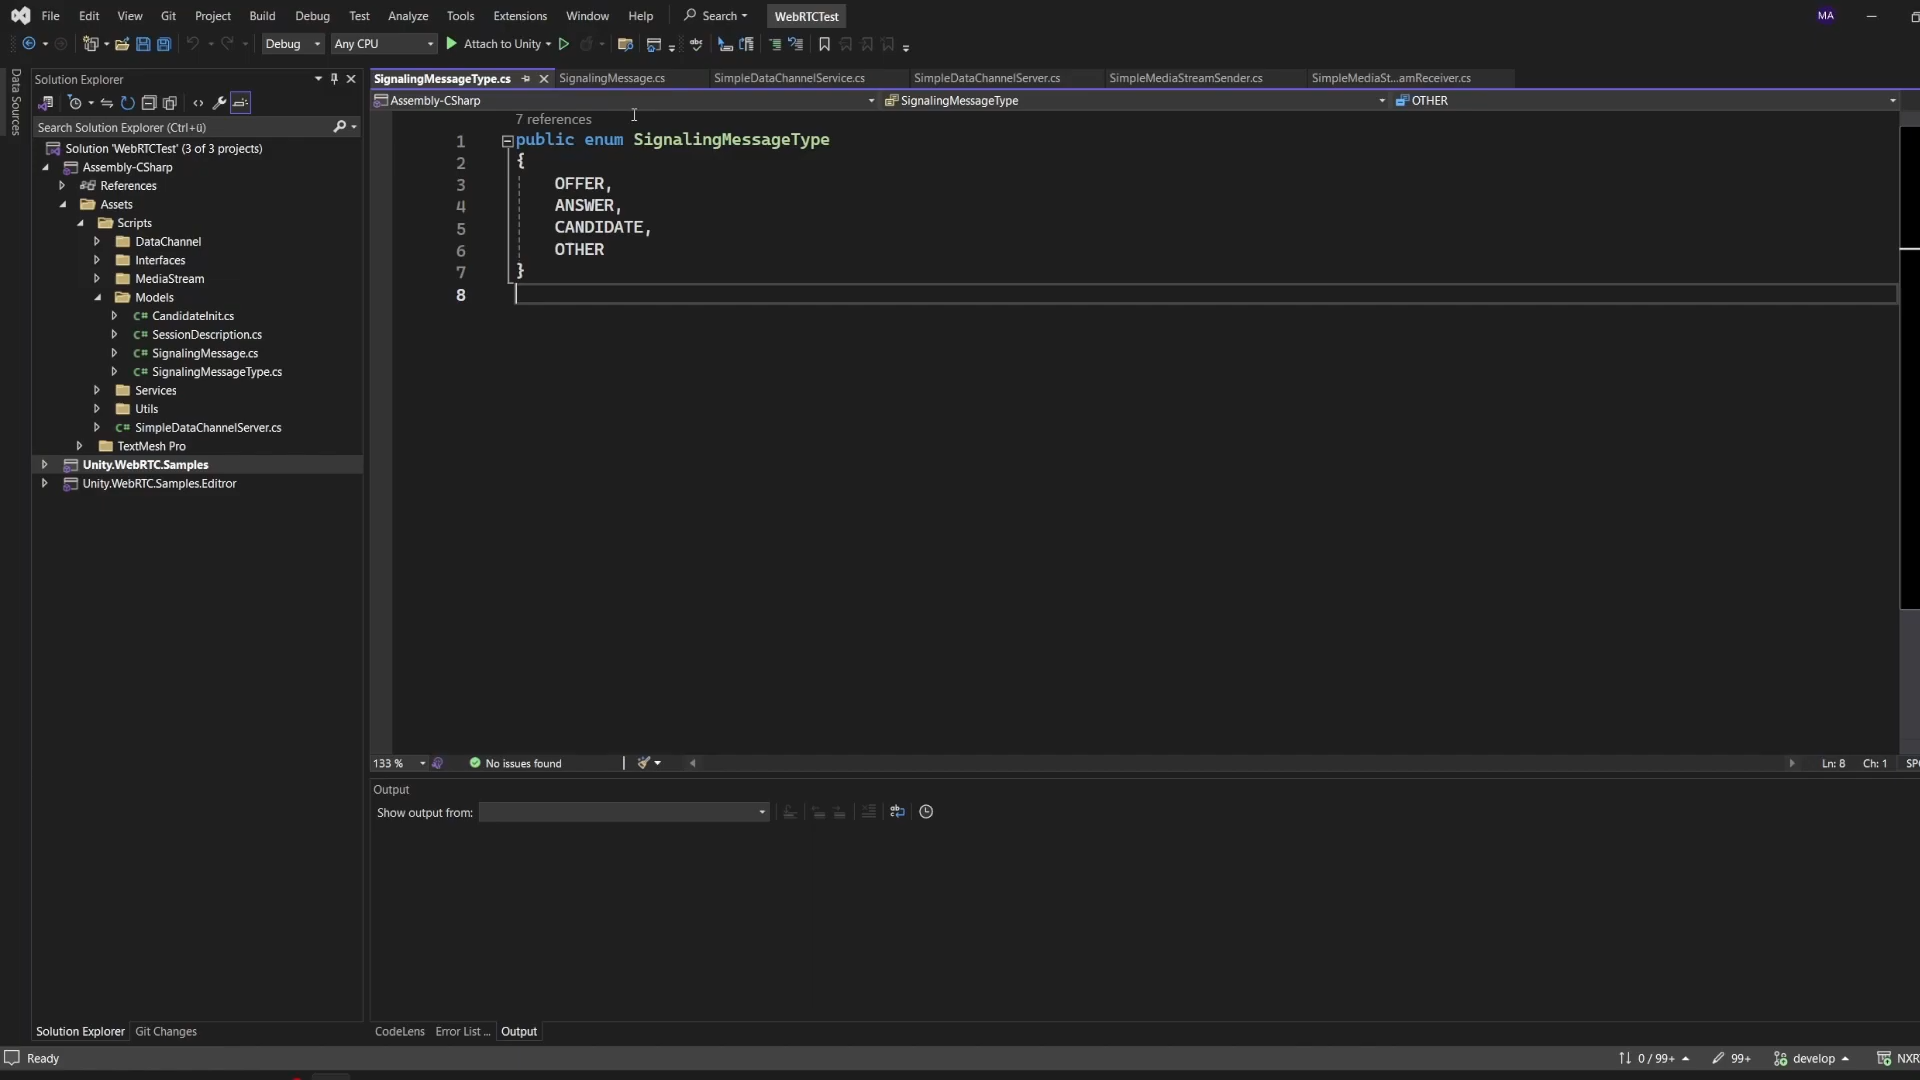 File Edit View Git Project Build Debug Test Analyze Tools Extensions Window Help Search WebRTCTest MA
Debug Any CPU Attach to Unity
Data Sources
Solution Explorer
Search Solution Explorer (Ctrl+ü)
Solution 'WebRTCTest' (3 of 3 projects)
Assembly-CSharp
References
Assets
Scripts
DataChannel
Interfaces
MediaStream
Models
C# CandidateInit.cs
C# SessionDescription.cs
C# SignalingMessage.cs
C# SignalingMessageType.cs
Services
Utils
C# SimpleDataChannelServer.cs
TextMesh Pro
Unity.WebRTC.Samples
Unity.WebRTC.Samples.Editror
Solution Explorer Git Changes
SignalingMessageType.cs SignalingMessage.cs SimpleDataChannelService.cs SimpleDataChannelServer.cs SimpleMediaStreamSender.cs SimpleMediaSt...amReceiver.cs
Assembly-CSharp SignalingMessageType OTHER
7 references
1 public enum SignalingMessageType
2 {
3 OFFER,
4 ANSWER,
5 CANDIDATE,
6 OTHER
7 }
8
133 % No issues found Ln: 8 Ch: 1 SP
Output
Show output from:
CodeLens Error List ... Output
Ready 0 / 99+ 99+ develop NXR